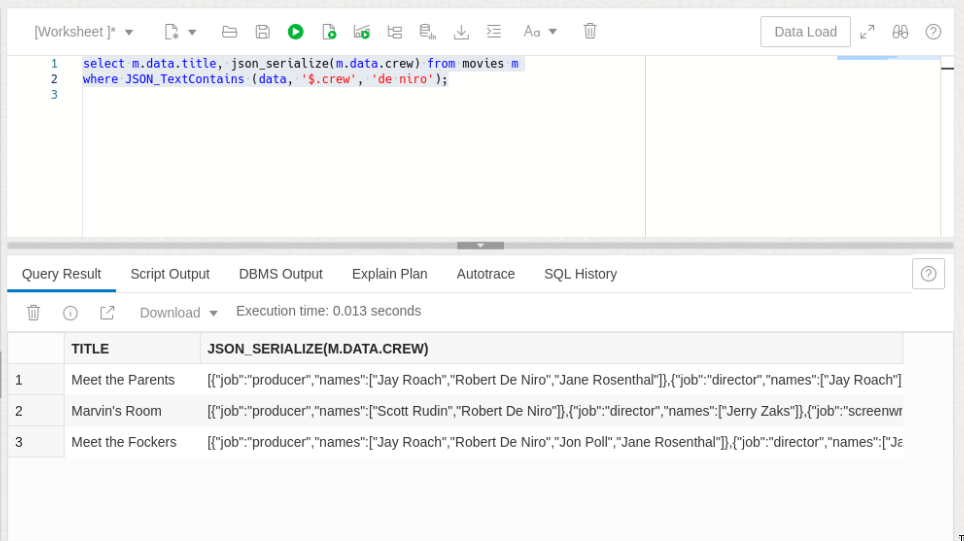 [Worksheet ]*
Aa
Data Load
1 select m.data.title, json_serialize(m.data.crew) from movies m
2 where JSON_TextContains (data, '$.crew', 'de niro');
3
Query Result Script Output DBMS Output Explain Plan Autotrace SQL History
Download Execution time: 0.013 seconds
TITLE JSON_SERIALIZE(M.DATA.CREW)
1 Meet the Parents [{"job":"producer","names":["Jay Roach","Robert De Niro","Jane Rosenthal"]},{"job":"director","names":["Jay Roach"]
2 Marvin's Room [{"job":"producer","names":["Scott Rudin","Robert De Niro"]},{"job":"director","names":["Jerry Zaks"]},{"job":"screenwr
3 Meet the Fockers [{"job":"producer","names":["Jay Roach","Robert De Niro","Jon Poll","Jane Rosenthal"]},{"job":"director","names":["Ja